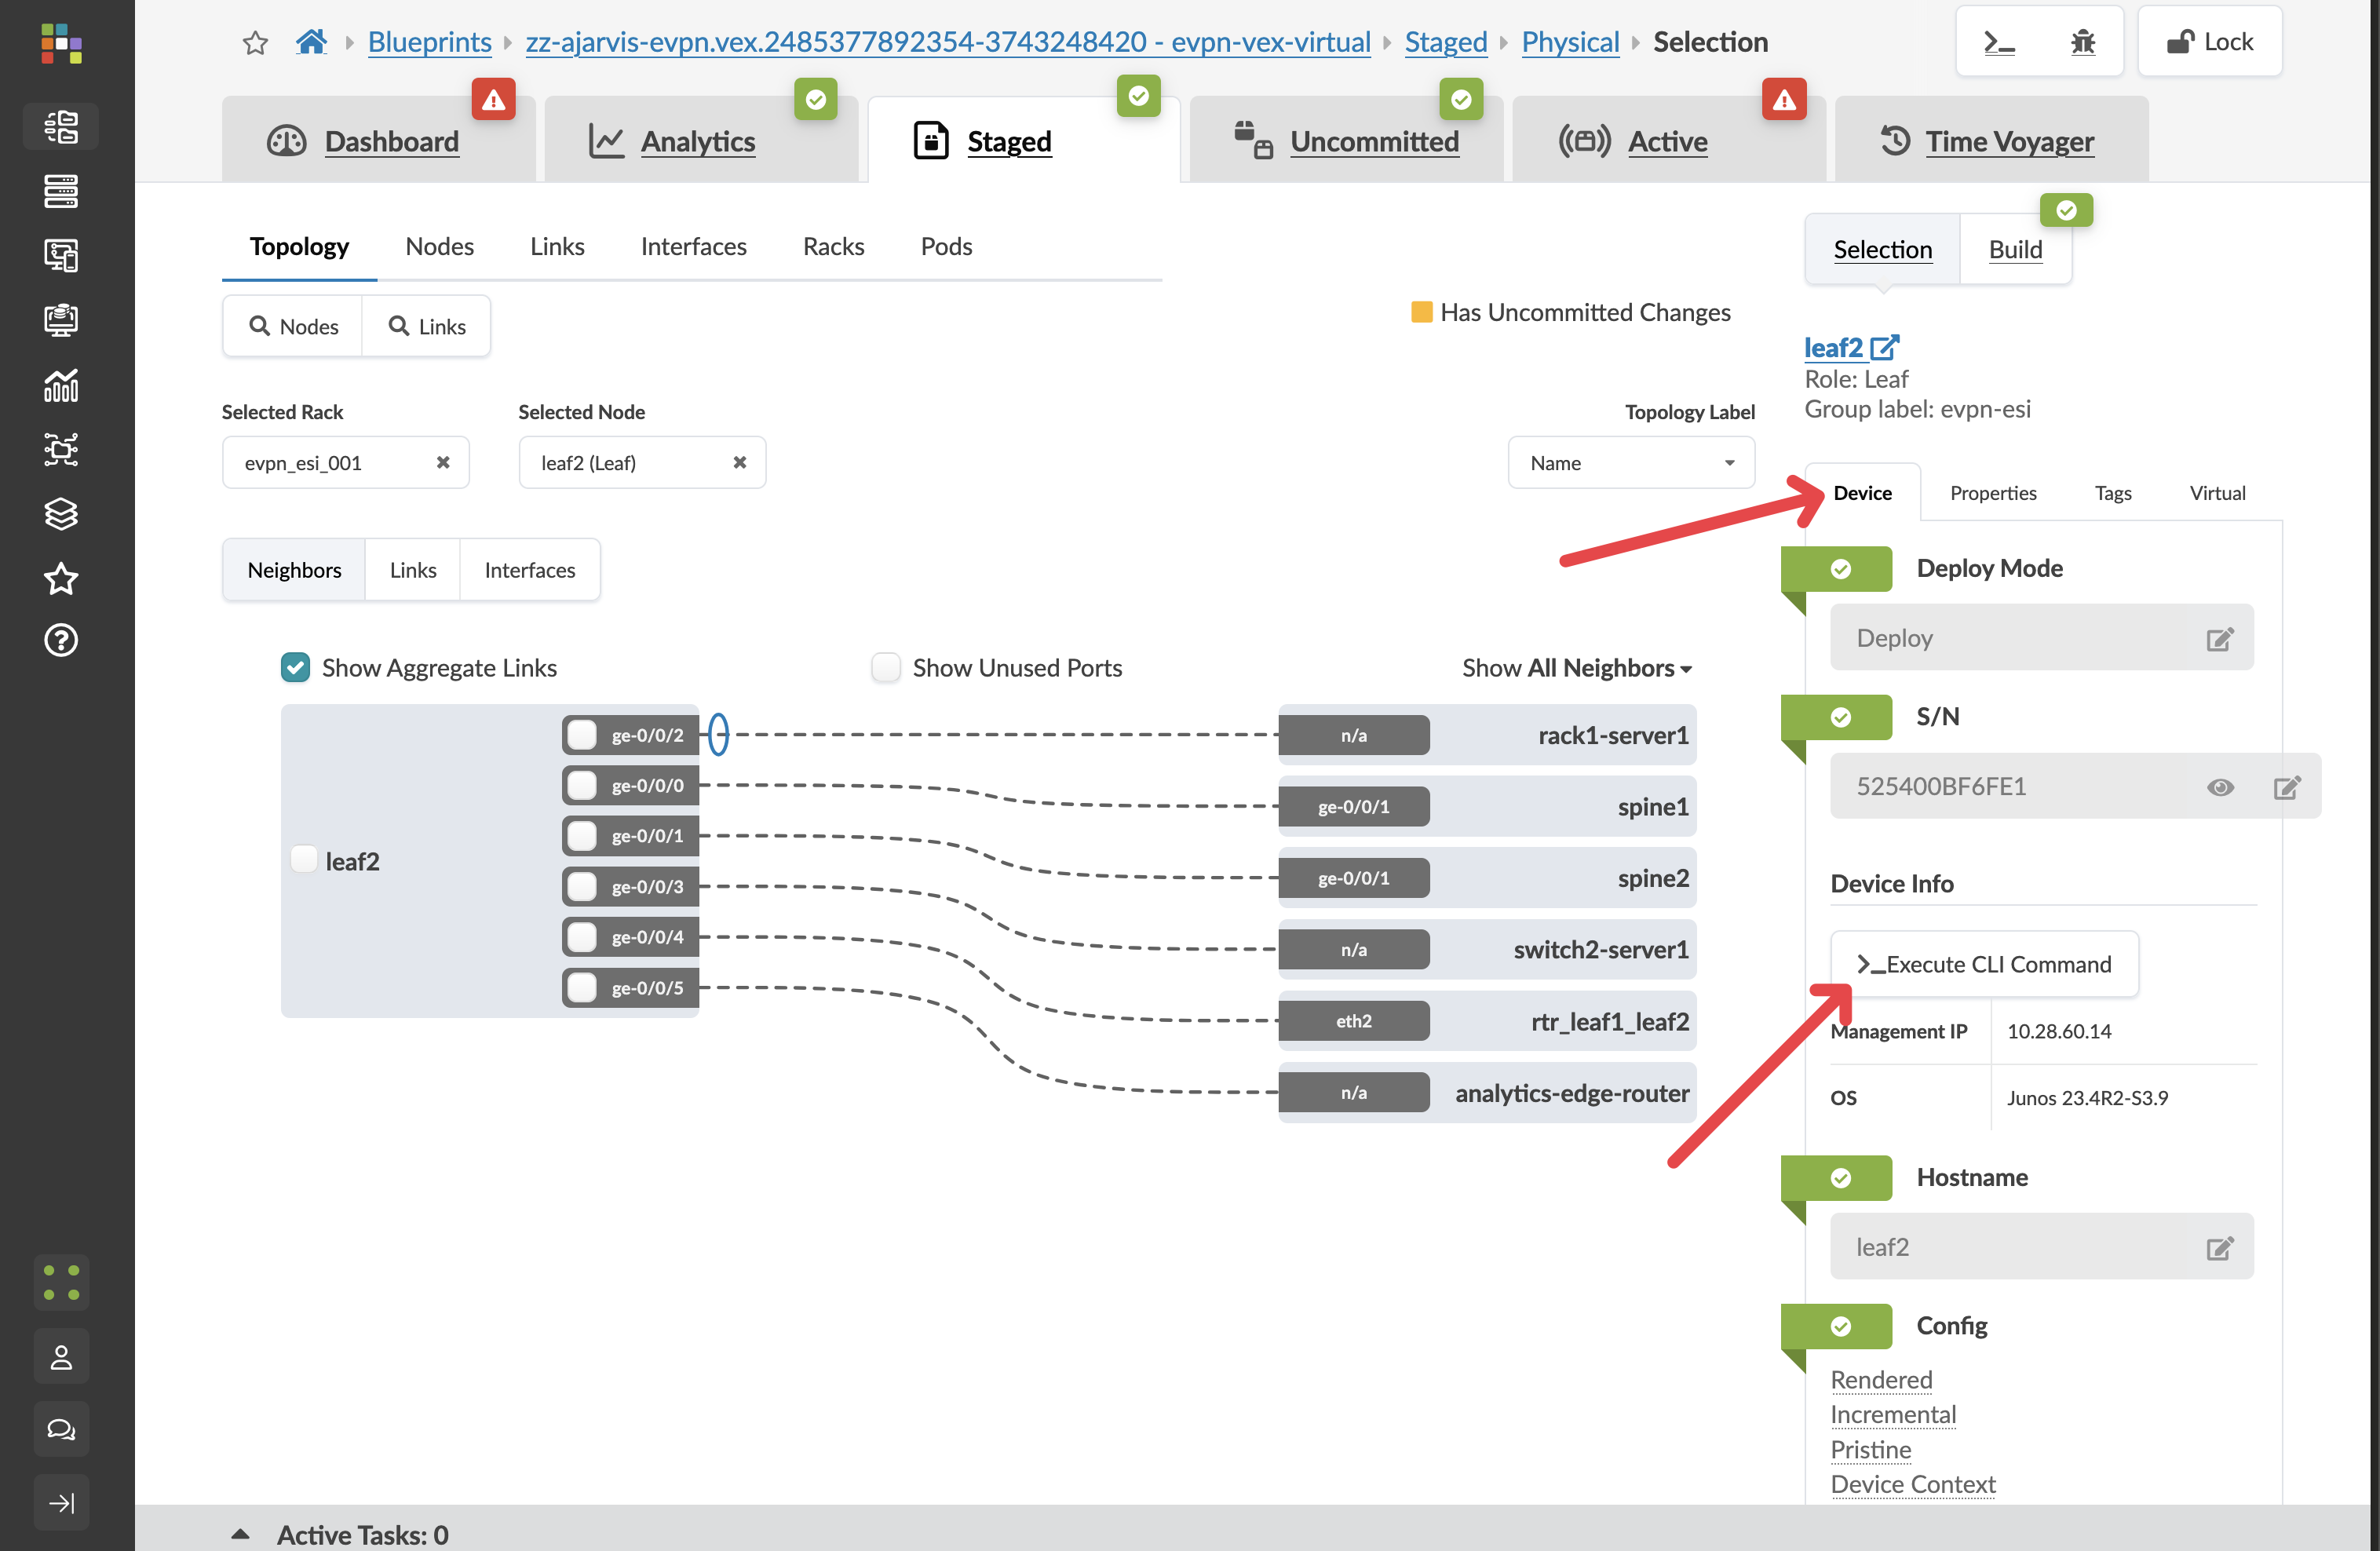 Blueprints zz-ajarvis-evpn.vex.2485377892354-3743248420 - evpn-vex-virtual Staged Physical Selection
Lock
Dashboard Analytics Staged Uncommitted Active Time Voyager
Topology Nodes Links Interfaces Racks Pods
Selection Build
Nodes Links
Has Uncommitted Changes
leaf2
Role: Leaf
Group label: evpn-esi
Selected Rack Selected Node Topology Label
evpn_esi_001 leaf2 (Leaf) Name
Device Properties Tags Virtual
Neighbors Links Interfaces
Deploy Mode
Deploy
Show Aggregate Links Show Unused Ports Show All Neighbors
S/N
525400BF6FE1
leaf2
ge-0/0/2 n/a rack1-server1
ge-0/0/0 ge-0/0/1 spine1
ge-0/0/1 ge-0/0/1 spine2
ge-0/0/3 n/a switch2-server1
ge-0/0/4 eth2 rtr_leaf1_leaf2
ge-0/0/5 n/a analytics-edge-router
Device Info
>_Execute CLI Command
Management IP 10.28.60.14
OS Junos 23.4R2-S3.9
Hostname
leaf2
Config
Rendered
Incremental
Pristine
Device Context
Active Tasks: 0